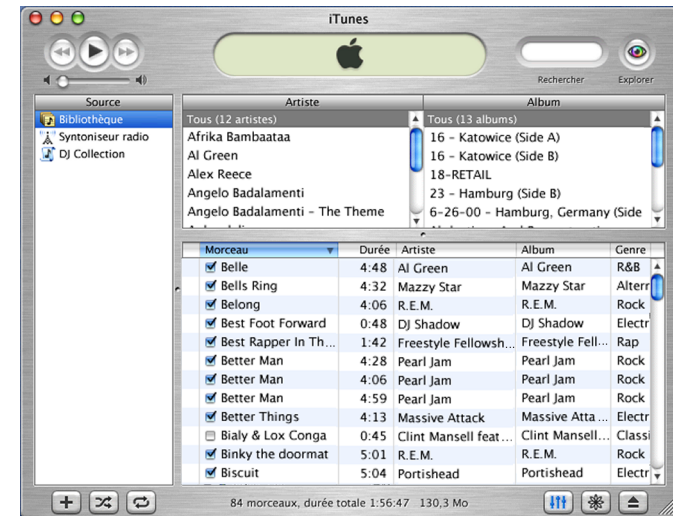 iTunes
Rechercher
Explorer
Source
Artiste
Album
Bibliothèque
Syntoniseur radio
DJ Collection
Tous (12 artistes)
Afrika Bambaataa
Al Green
Alex Reece
Angelo Badalamenti
Angelo Badalamenti - The Theme
Tous (13 albums)
16 - Katowice (Side A)
16 - Katowice (Side B)
18-RETAIL
23 - Hamburg (Side B)
6-26-00 - Hamburg, Germany (Side
Morceau Durée Artiste Album Genre
Belle 4:48 Al Green Al Green R&B
Bells Ring 4:32 Mazzy Star Mazzy Star Alterr
Belong 4:06 R.E.M. R.E.M. Rock
Best Foot Forward 0:48 DJ Shadow DJ Shadow Electr
Best Rapper In Th... 1:42 Freestyle Fellowsh... Freestyle Fell... Rap
Better Man 4:28 Pearl Jam Pearl Jam Rock
Better Man 4:06 Pearl Jam Pearl Jam Rock
Better Man 4:59 Pearl Jam Pearl Jam Rock
Better Things 4:13 Massive Attack Massive Atta... Electr
Bialy & Lox Conga 0:45 Clint Mansell feat... Clint Mansell... Classi
Binky the doormat 5:01 R.E.M. R.E.M. Rock
Biscuit 5:04 Portishead Portishead Electr
84 morceaux, durée totale 1:56:47 130,3 Mo